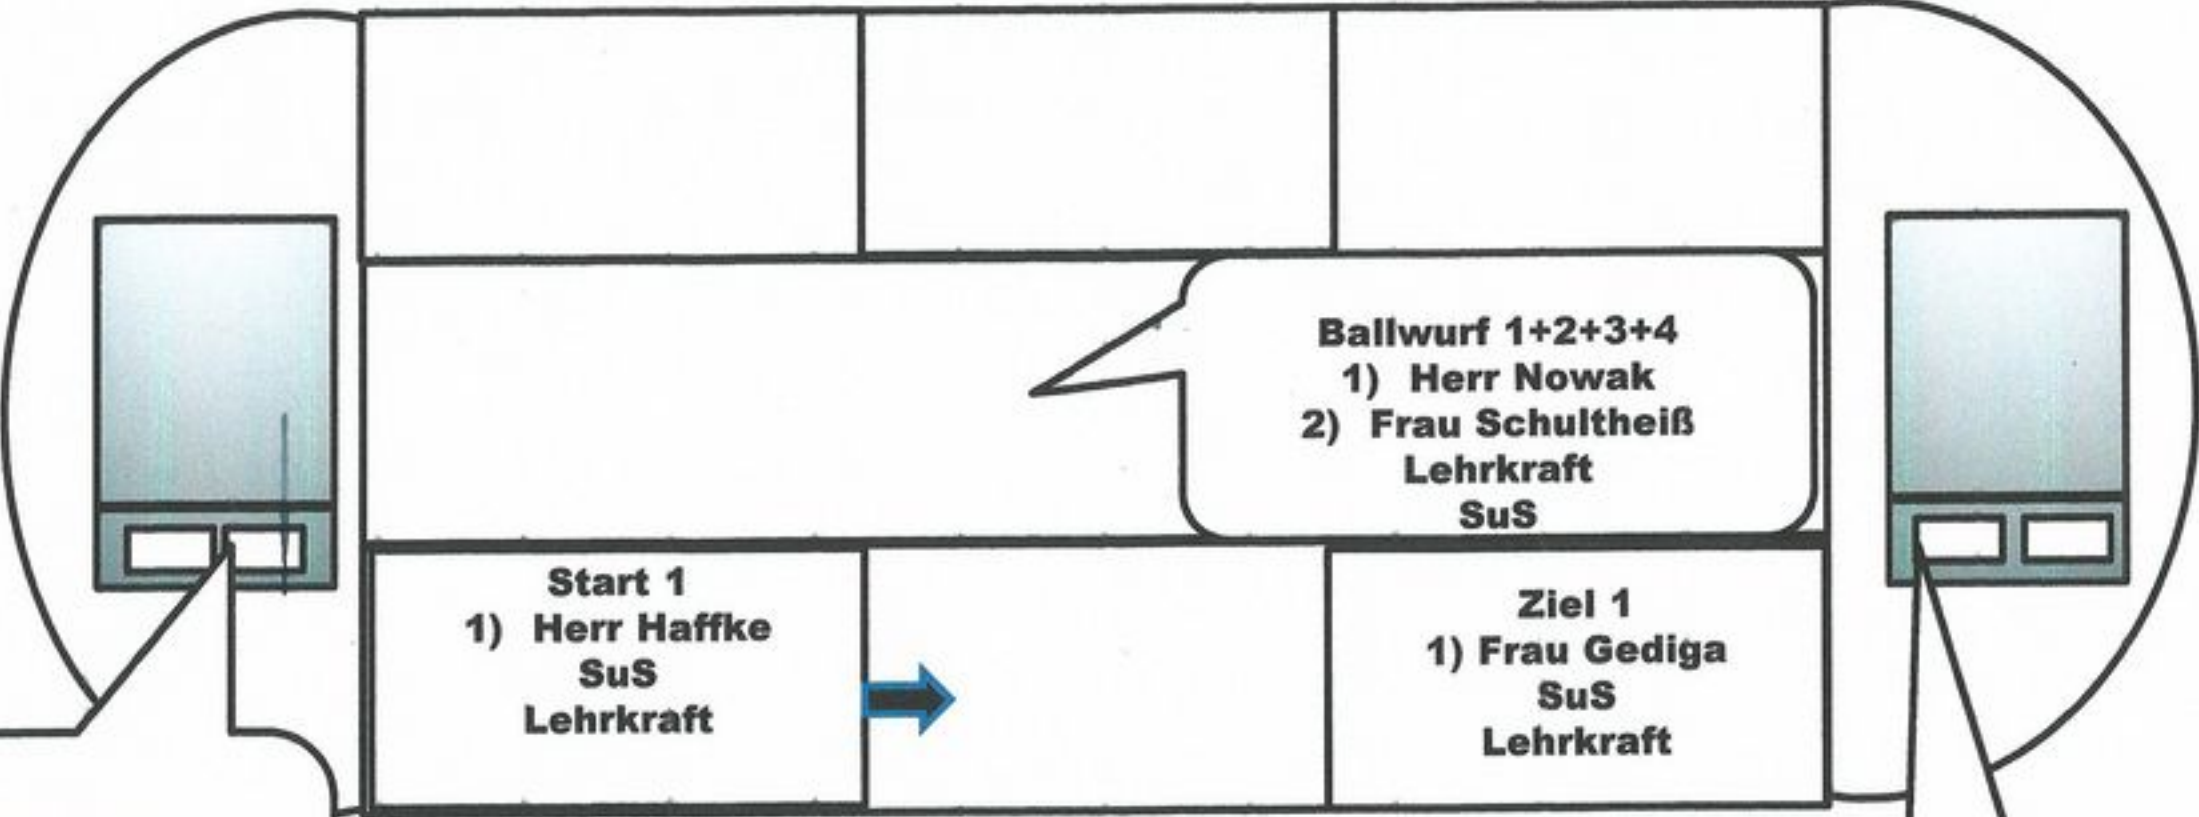 Ballwurf 1+2+3+4
1) Herr Nowak
2) Frau Schultheiß
Lehrkraft
SuS
Start 1
1) Herr Haffke
SuS
Lehrkraft
Ziel 1
1) Frau Gediga
SuS
Lehrkraft